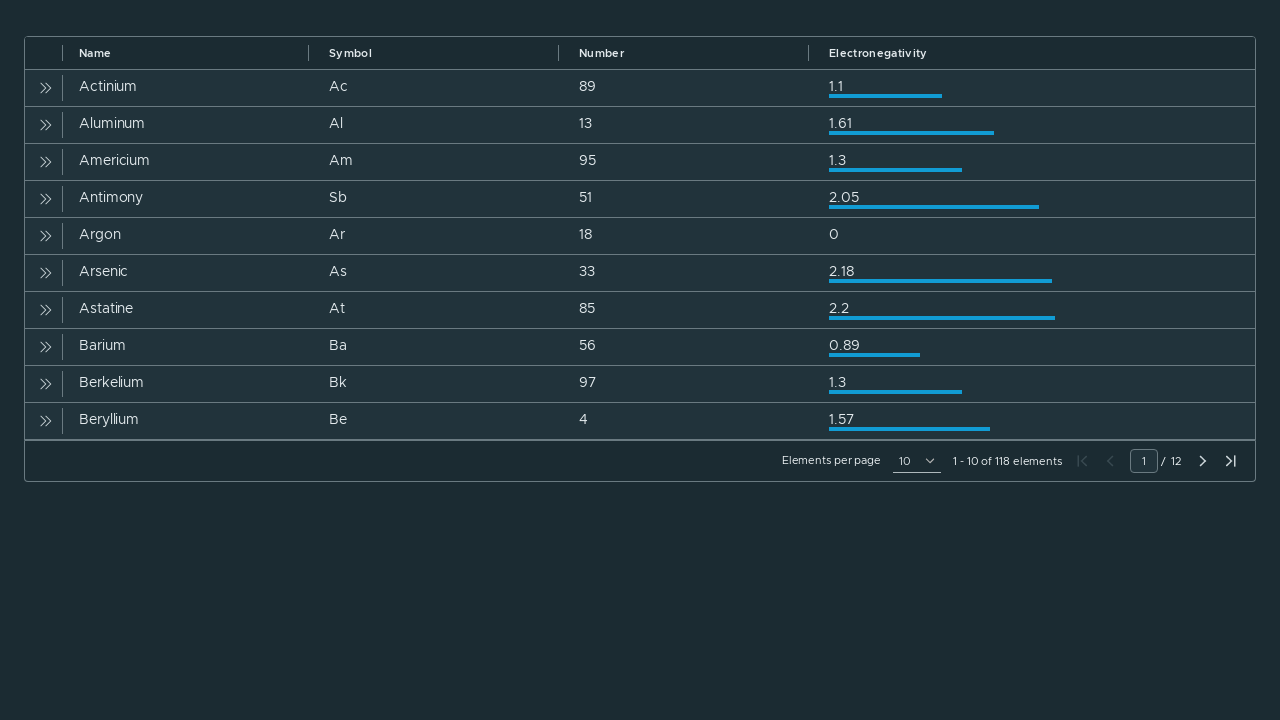 Name Symbol Number Electronegativity
Actinium Ac 89 1.1
Aluminum Al 13 1.61
Americium Am 95 1.3
Antimony Sb 51 2.05
Argon Ar 18 0
Arsenic As 33 2.18
Astatine At 85 2.2
Barium Ba 56 0.89
Berkelium Bk 97 1.3
Beryllium Be 4 1.57
Elements per page 10 1 - 10 of 118 elements 1 / 12